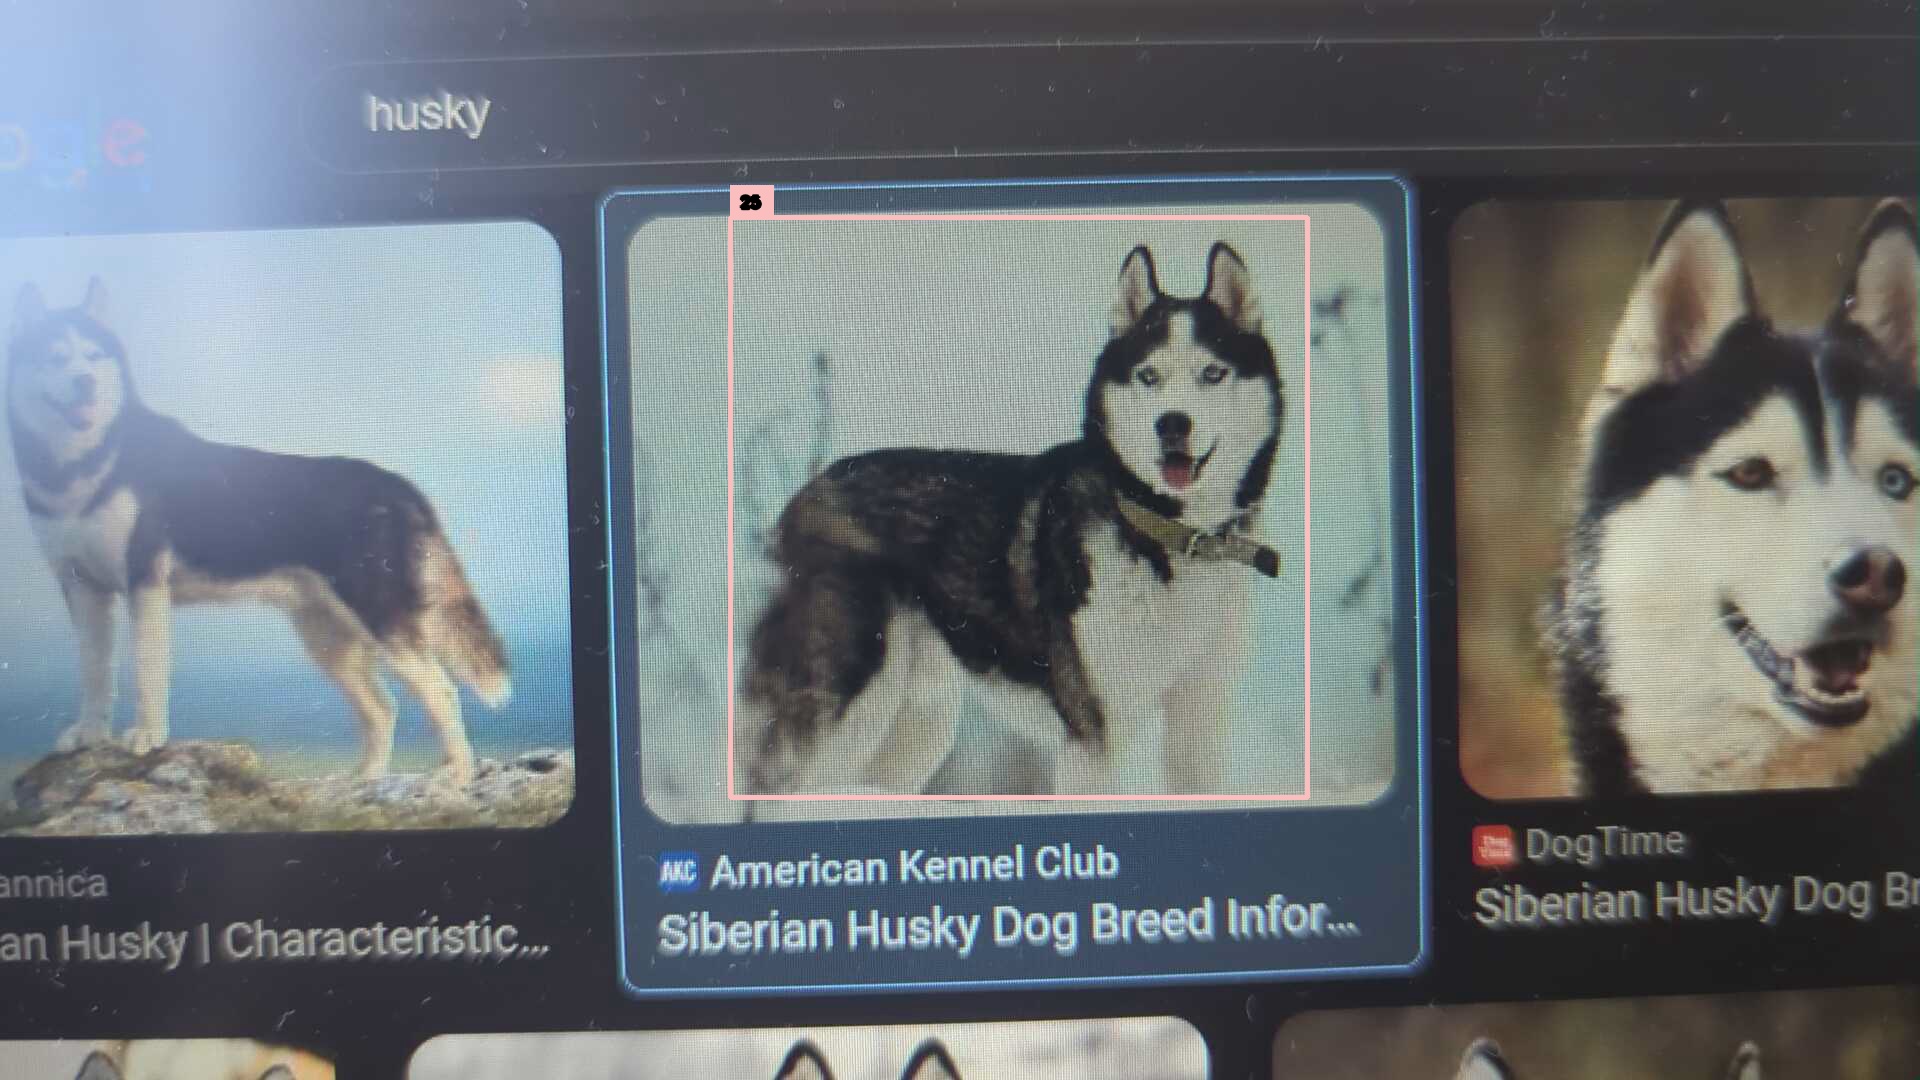 ogle
husky
25
annica
an Husky | Characteristic...
AKC American Kennel Club
Siberian Husky Dog Breed Infor...
DogTime
Siberian Husky Dog Br